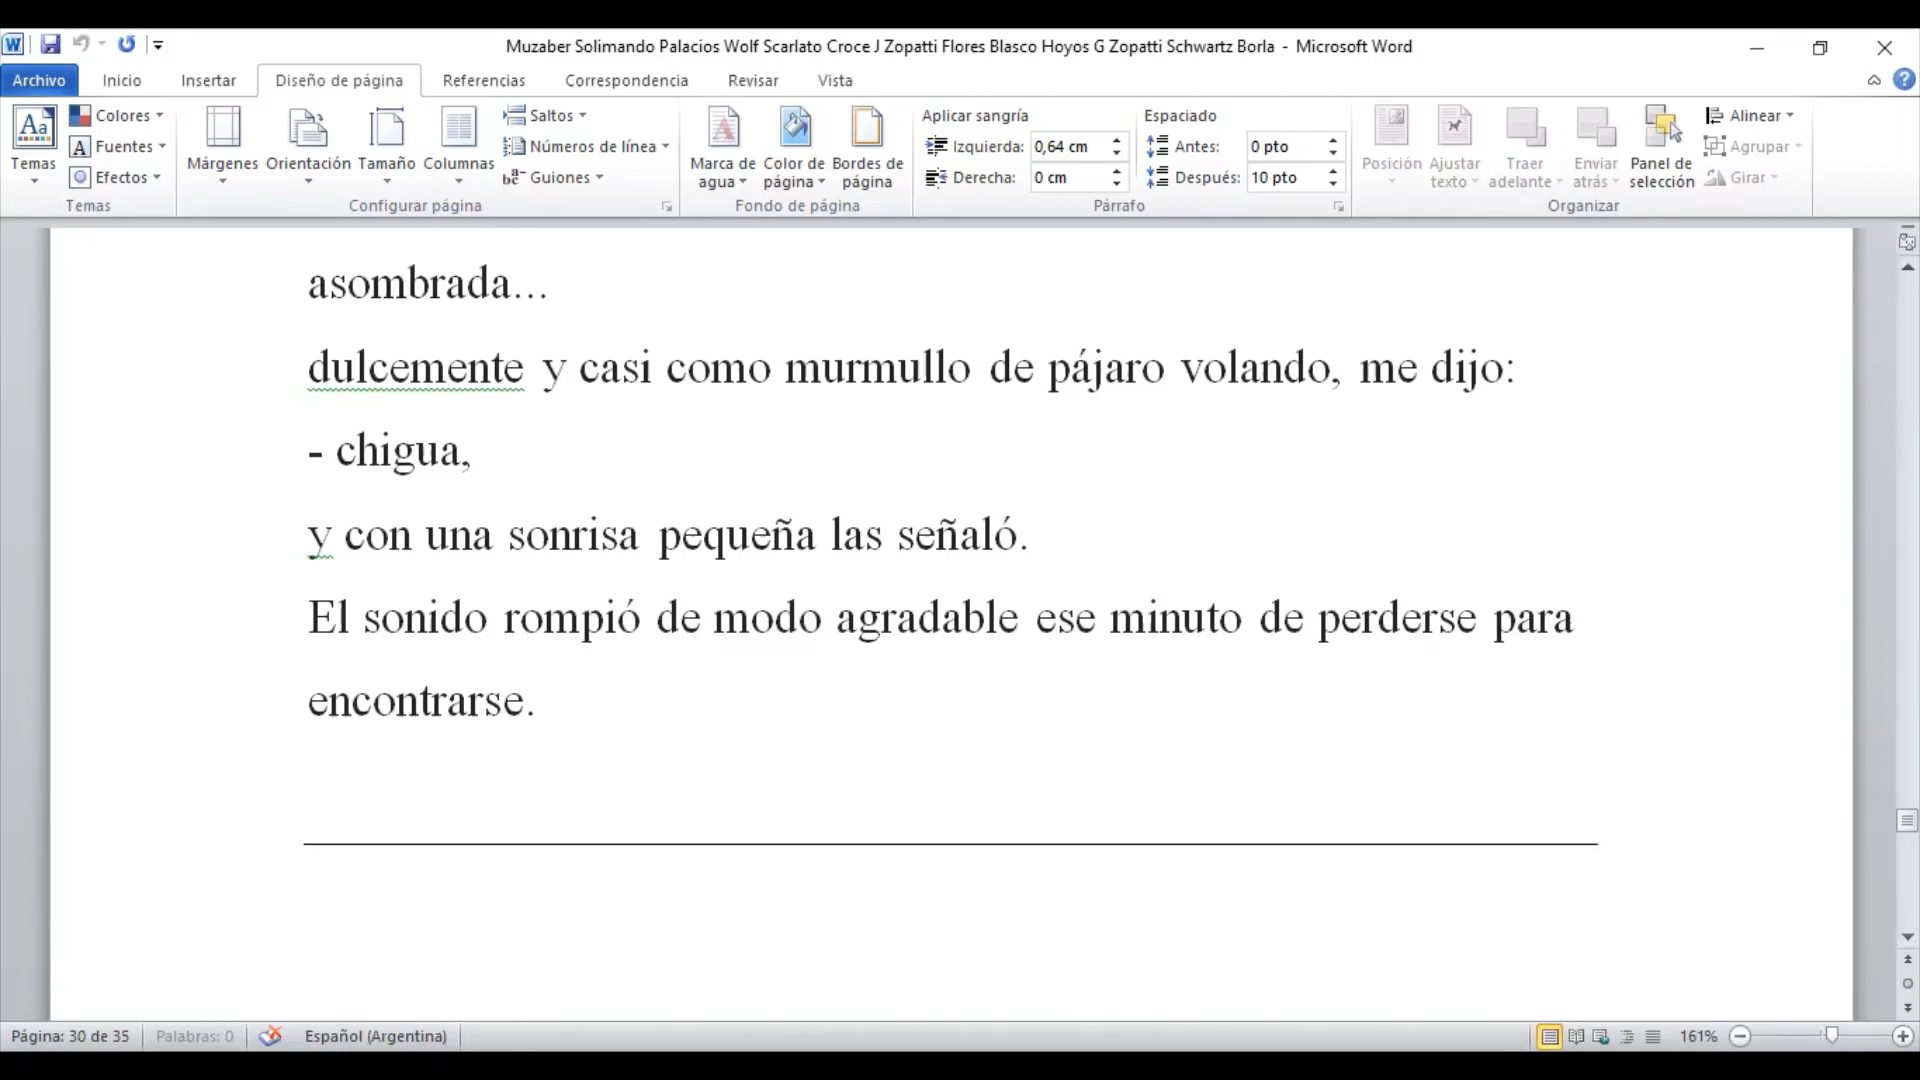 Muzaber Solimando Palacios Wolf Scarlato Croce J Zopatti Flores Blasco Hoyos G Zopatti Schwartz Borla - Microsoft Word
Archivo Inicio Insertar Diseño de página Referencias Correspondencia Revisar Vista
Temas
Colores
Fuentes
Efectos
Temas
Márgenes
Orientación
Tamaño
Columnas
Saltos
Números de línea
Guiones
Configurar página
Marca de agua
Color de página
Bordes de página
Fondo de página
Aplicar sangría
Izquierda: 0,64 cm
Derecha: 0 cm
Espaciado
Antes: 0 pto
Después: 10 pto
Párrafo
Posición
Ajustar texto
Traer adelante
Enviar atrás
Panel de selección
Alinear
Agrupar
Girar
Organizar
asombrada...
dulcemente y casi como murmullo de pájaro volando, me dijo:
- chigua,
y con una sonrisa pequeña las señaló.
El sonido rompió de modo agradable ese minuto de perderse para
encontrarse.
Página: 30 de 35 Palabras: 0 Español (Argentina) 161%